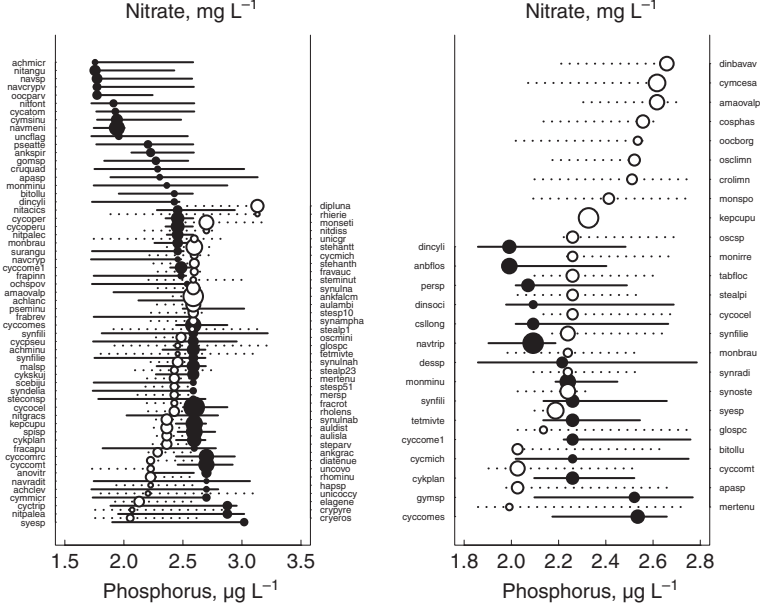 Nitrate, mg L⁻¹
achmicr
nitangu
navsp
navcrypv
oocparv
nitfont
cycatom
cymsinu
navmeni
uncflag
pseatte
ankspir
gomsp
cruquad
apasp
monminu
bitollu
dincyli
nitacics
cycoper
cycoperu
nitpalec
monbrau
surangu
navcryp
cyccome1
frapinn
ochspov
amaovalp
achlanc
pseminu
frabrev
cyccomes
synfili
cycpseu
achminu
synfilie
malsp
cykskuj
scebiju
syndelia
steconsp
cycocel
nitgracs
kepcupu
spisp
cykplan
fracapu
cyccomrc
cyccomt
anovitr
navradit
achclev
cymmicr
cyctrip
nitpalea
syesp
dipluna
rhierie
monseti
nitdiss
unicgr
stehantt
cycmich
stehanth
fravauc
steminut
synulna
ankfalcm
aulambi
stesp10
synampha
stealp1
oscmini
glospc
tetmivte
synulnah
stealp23
mertenu
stesp51
mersp
fracrot
rholens
synulnab
auldist
aulisla
steparv
ankgrac
diatenue
uncovo
rhominu
hapsp
unicoccy
elagene
crypyre
cryeros
1.5 2.0 2.5 3.0 3.5
Phosphorus, µg L⁻¹
Nitrate, mg L⁻¹
dincyli
anbflos
persp
dinsoci
csllong
navtrip
dessp
monminu
synfili
tetmivte
cyccome1
cycmich
cykplan
gymsp
cyccomes
dinbavav
cymcesa
amaovalp
cosphas
oocborg
osclimn
crolimn
monspo
kepcupu
oscsp
monirre
tabfloc
stealpi
cycocel
synfilie
monbrau
synradi
synoste
syesp
glospc
bitollu
cyccomt
apasp
mertenu
1.8 2.0 2.2 2.4 2.6 2.8
Phosphorus, µg L⁻¹